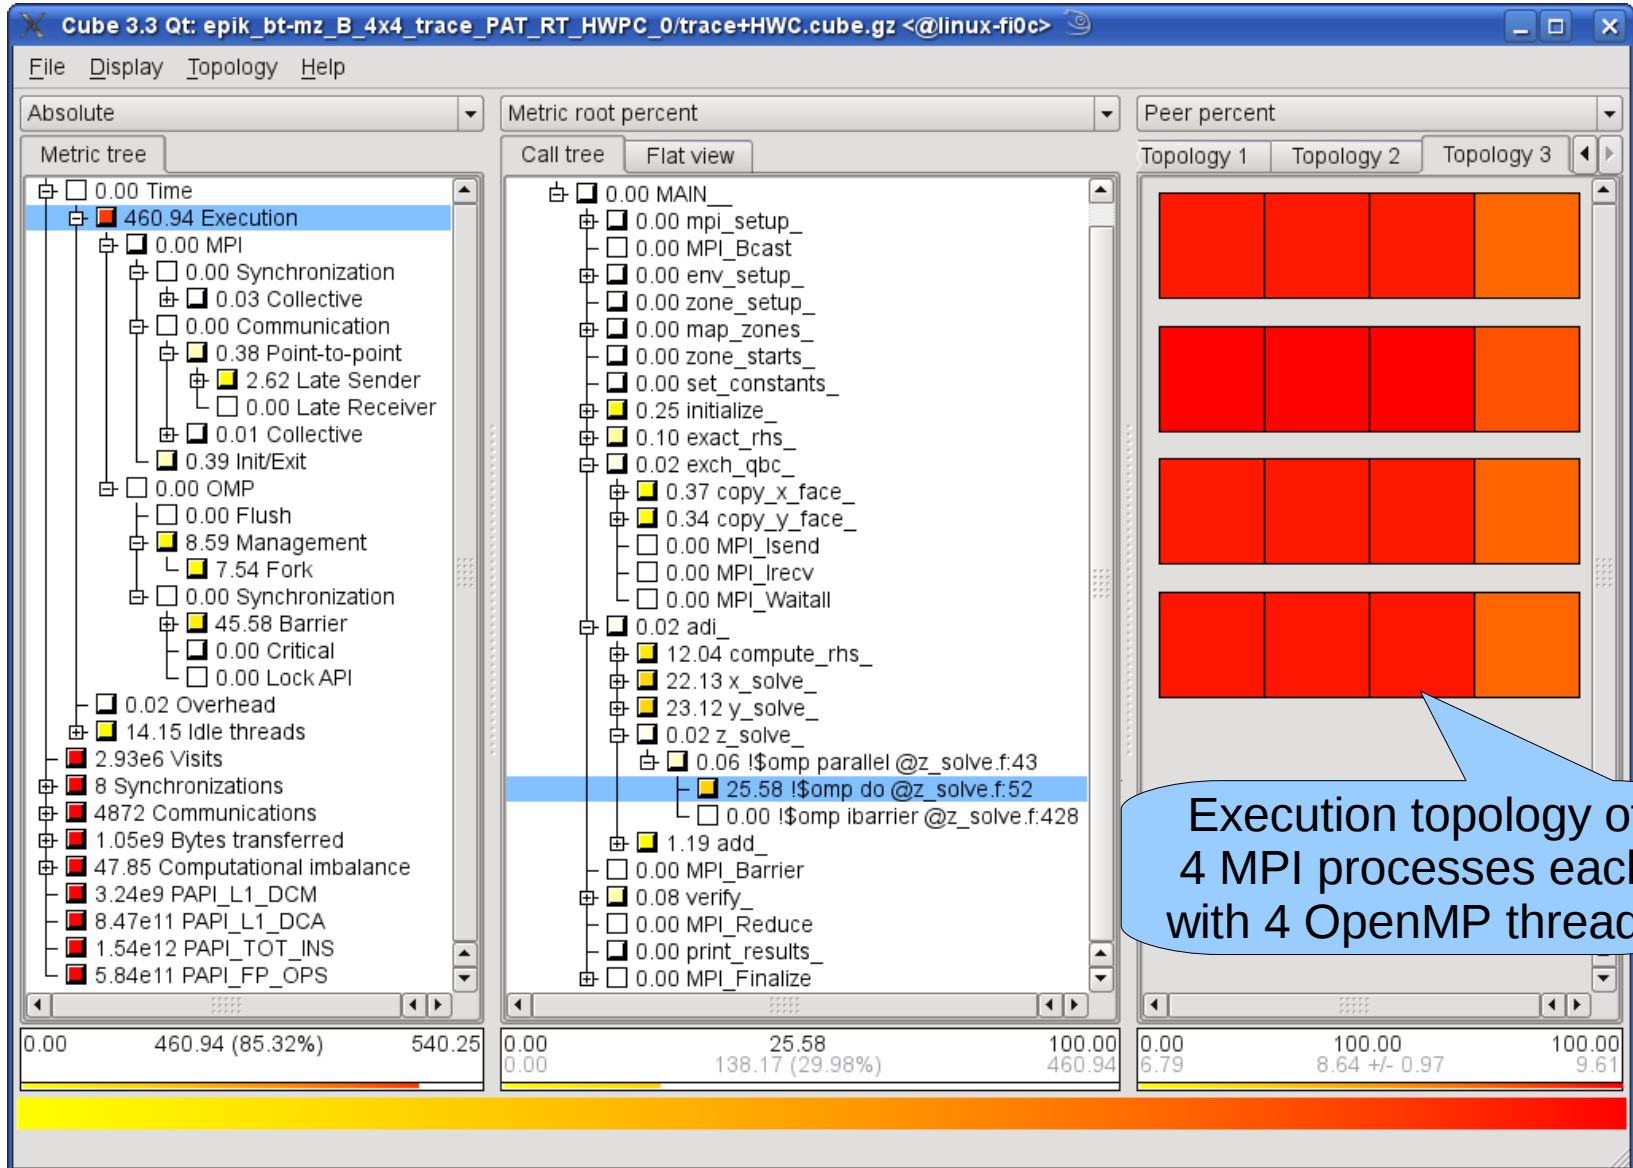 Cube 3.3 Qt: epik_bt-mz_B_4x4_trace_PAT_RT_HWPC_0/trace+HWC.cube.gz <@linux-fi0c>
File Display Topology Help
Absolute
Metric root percent
Peer percent
Metric tree
Call tree
Flat view
Topology 1
Topology 2
Topology 3
0.00 Time
460.94 Execution
0.00 MPI
0.00 Synchronization
0.03 Collective
0.00 Communication
0.38 Point-to-point
2.62 Late Sender
0.00 Late Receiver
0.01 Collective
0.39 Init/Exit
0.00 OMP
0.00 Flush
8.59 Management
7.54 Fork
0.00 Synchronization
45.58 Barrier
0.00 Critical
0.00 Lock API
0.02 Overhead
14.15 Idle threads
2.93e6 Visits
8 Synchronizations
4872 Communications
1.05e9 Bytes transferred
47.85 Computational imbalance
3.24e9 PAPI_L1_DCM
8.47e11 PAPI_L1_DCA
1.54e12 PAPI_TOT_INS
5.84e11 PAPI_FP_OPS
0.00 MAIN__
0.00 mpi_setup_
0.00 MPI_Bcast
0.00 env_setup_
0.00 zone_setup_
0.00 map_zones_
0.00 zone_starts_
0.00 set_constants_
0.25 initialize_
0.10 exact_rhs_
0.02 exch_qbc_
0.37 copy_x_face_
0.34 copy_y_face_
0.00 MPI_Isend
0.00 MPI_Irecv
0.00 MPI_Waitall
0.02 adi_
12.04 compute_rhs_
22.13 x_solve_
23.12 y_solve_
0.02 z_solve_
0.06 !$omp parallel @z_solve.f:43
25.58 !$omp do @z_solve.f:52
0.00 !$omp ibarrier @z_solve.f:428
1.19 add_
0.00 MPI_Barrier
0.08 verify_
0.00 MPI_Reduce
0.00 print_results_
0.00 MPI_Finalize
Execution topology of
4 MPI processes each
with 4 OpenMP thread
0.00 460.94 (85.32%) 540.25
0.00 25.58 100.00
0.00 138.17 (29.98%) 460.94
0.00 100.00 100.00
6.79 8.64 +/- 0.97 9.61